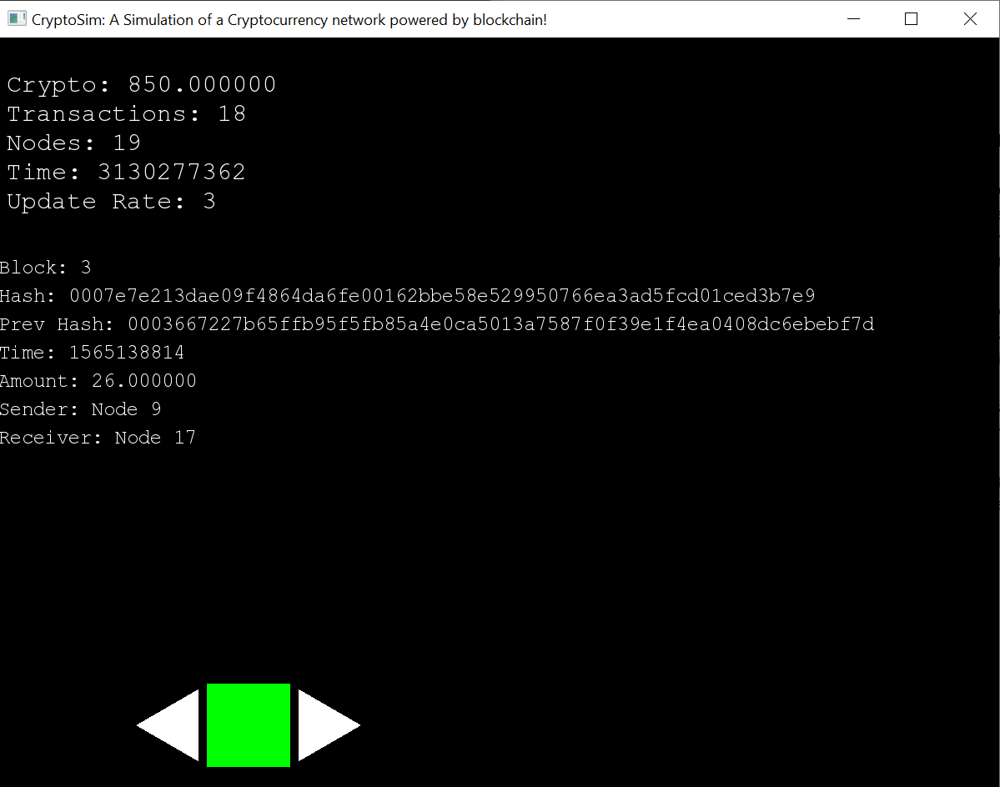 CryptoSim: A Simulation of a Cryptocurrency network powered by blockchain!
Crypto: 850.000000
Transactions: 18
Nodes: 19
Time: 3130277362
Update Rate: 3
Block: 3
Hash: 0007e7e213dae09f4864da6fe00162bbe58e529950766ea3ad5fcd01ced3b7e9
Prev Hash: 0003667227b65ffb95f5fb85a4e0ca5013a7587f0f39e1f4ea0408dc6ebebf7d
Time: 1565138814
Amount: 26.000000
Sender: Node 9
Receiver: Node 17